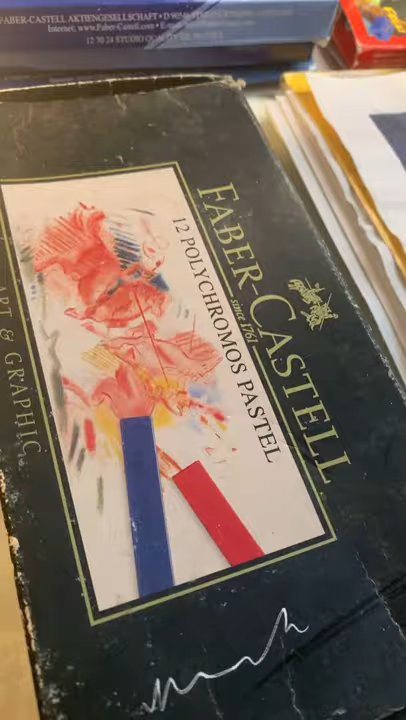 FABER-CASTELL AKTIENGESELLSCHAFT • D 90546
Internet; www.Faber-Castell.com • E-
12 70 24 STUDIO QUALITY
FABER-CASTELL
since 1761
12 POLYCHROMOS PASTEL
ART & GRAPHIC